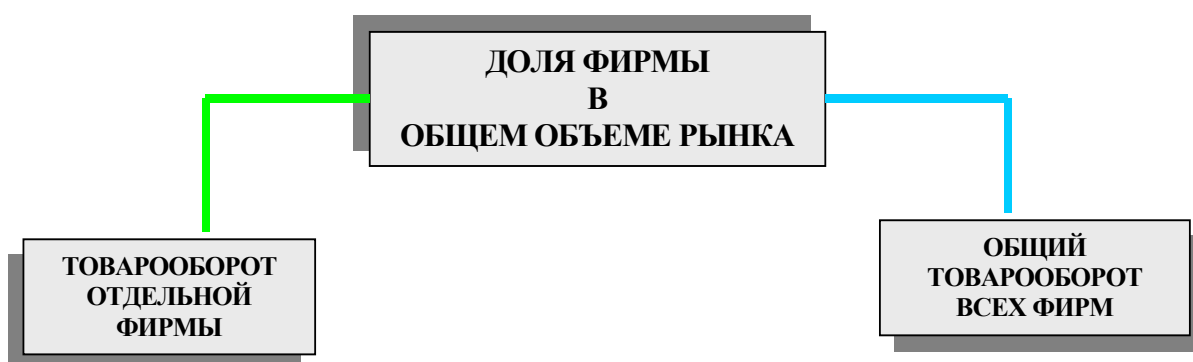 ДОЛЯ ФИРМЫ
В
ОБЩЕМ ОБЪЕМЕ РЫНКА
ТОВАРООБОРОТ
ОТДЕЛЬНОЙ
ФИРМЫ
ОБЩИЙ
ТОВАРООБОРОТ
ВСЕХ ФИРМ